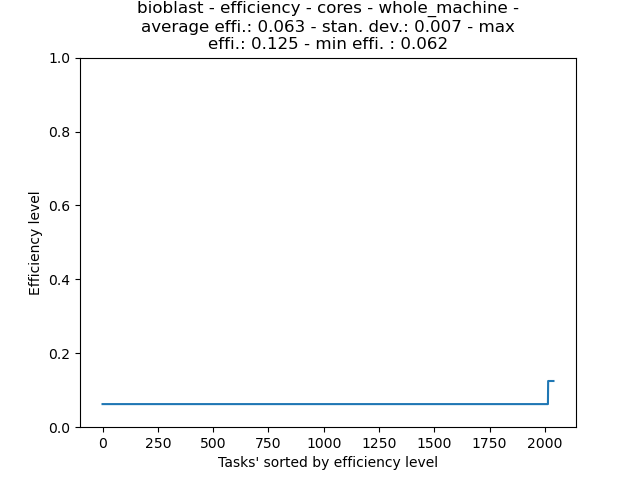 bioblast - efficiency - cores - whole_machine -
average effi.: 0.063 - stan. dev.: 0.007 - max
effi.: 0.125 - min effi. : 0.062
1.0
0.8
0.6
0.4
0.2
0.0
Efficiency level
0 250 500 750 1000 1250 1500 1750 2000
Tasks' sorted by efficiency level